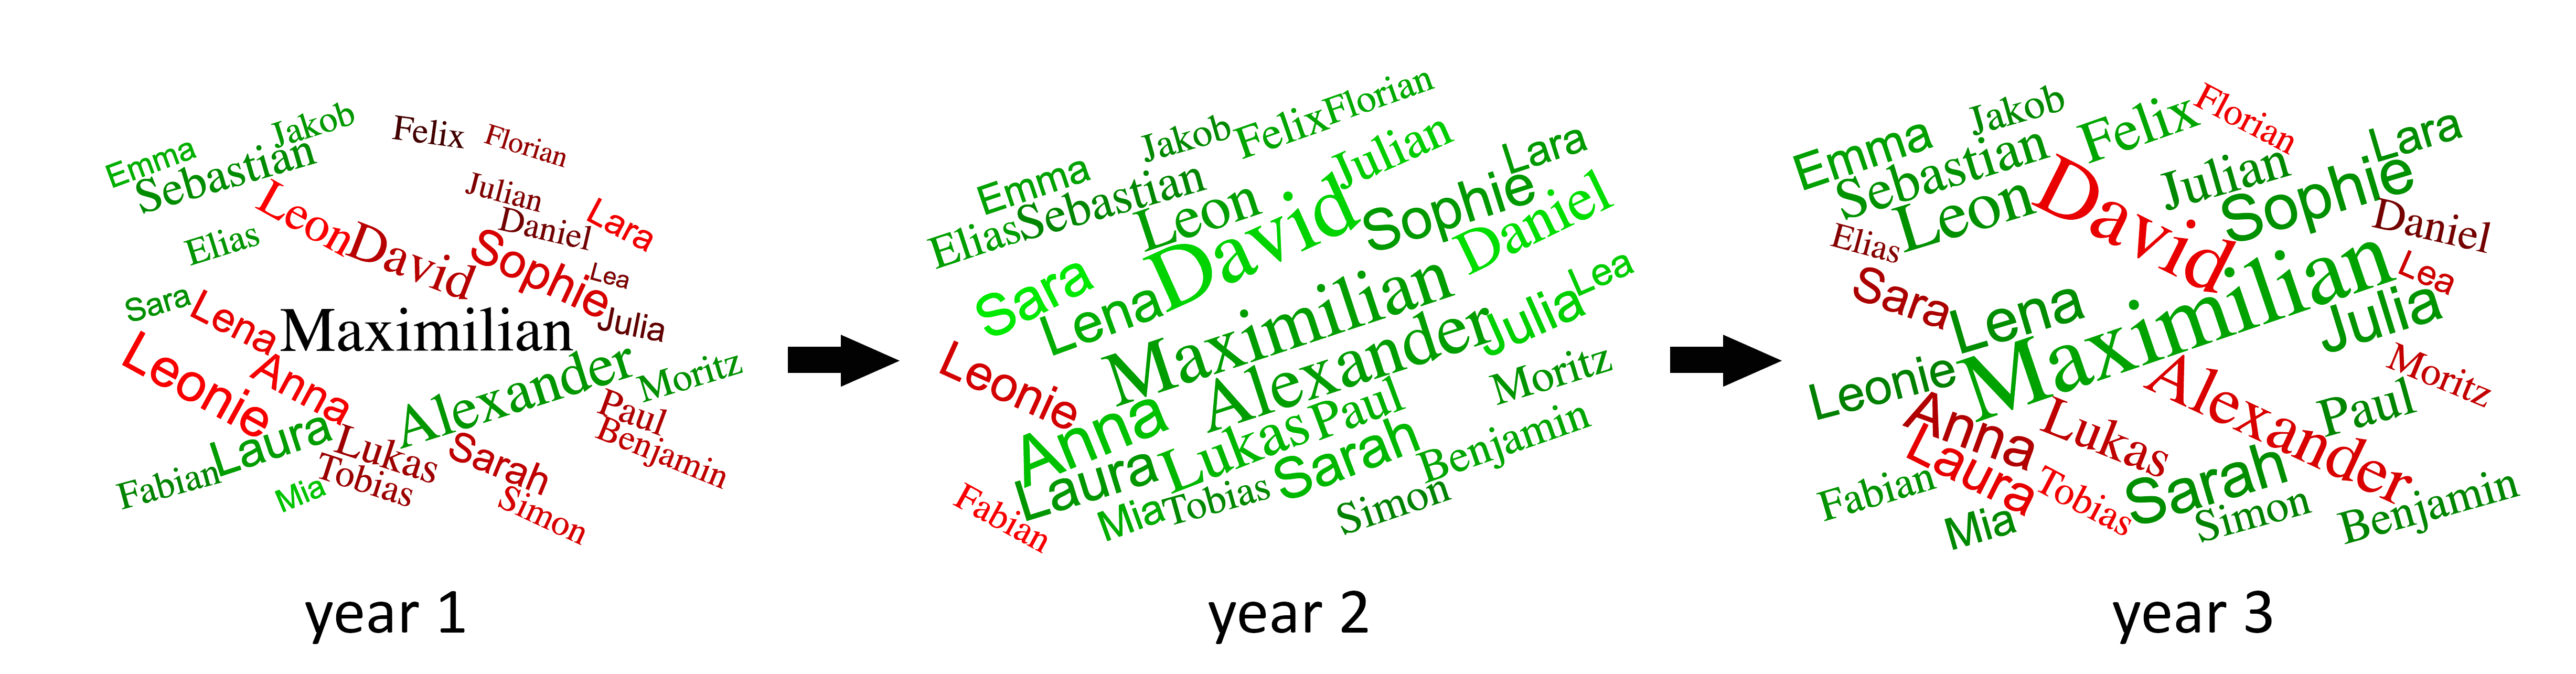 Emma
Jakob
Felix
Florian
Sebastian
Julian
Lara
Leon
David
Daniel
Elias
Sophie
Lea
Sara
Lena
Maximilian
Julia
Leonie
Anna
Alexander
Moritz
Paul
Laura
Lukas
Benjamin
Sarah
Fabian
Tobias
Mia
Simon
year 1
Jakob
Felix
Florian
Emma
Julian
Lara
Elias
Sebastian
Leon
David
Sophie
Daniel
Sara
Lena
Maximilian
Lea
Julia
Leonie
Alexander
Moritz
Anna
Lukas
Paul
Laura
Sarah
Benjamin
Fabian
Mia
Tobias
Simon
year 2
Jakob
Felix
Florian
Emma
Lara
Sebastian
Julian
Leon
David
Sophie
Daniel
Elias
Lea
Sara
Lena
Maximilian
Julia
Leonie
Moritz
Anna
Alexander
Paul
Lukas
Laura
Fabian
Tobias
Sarah
Mia
Simon
Benjamin
year 3